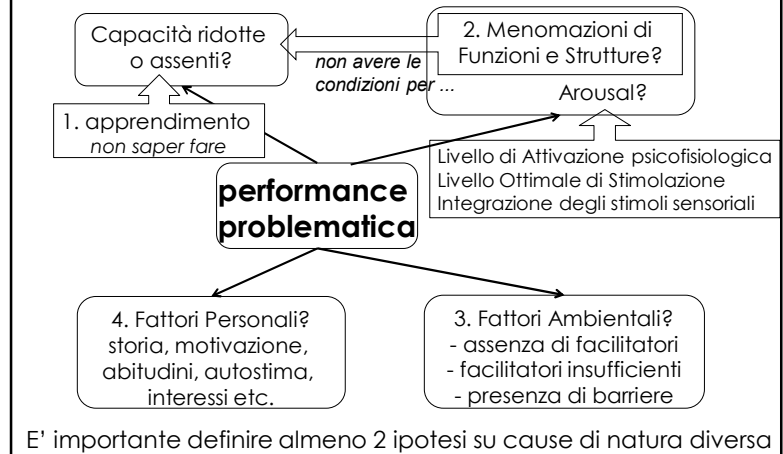 Capacità ridotte
o assenti?
non avere le
condizioni per ...
2. Menomazioni di
Funzioni e Strutture?
Arousal?
1. apprendimento
non saper fare
Livello di Attivazione psicofisiologica
Livello Ottimale di Stimolazione
Integrazione degli stimoli sensoriali
performance
problematica
4. Fattori Personali?
storia, motivazione,
abitudini, autostima,
interessi etc.
3. Fattori Ambientali?
- assenza di facilitatori
- facilitatori insufficienti
- presenza di barriere
E' importante definire almeno 2 ipotesi su cause di natura diversa